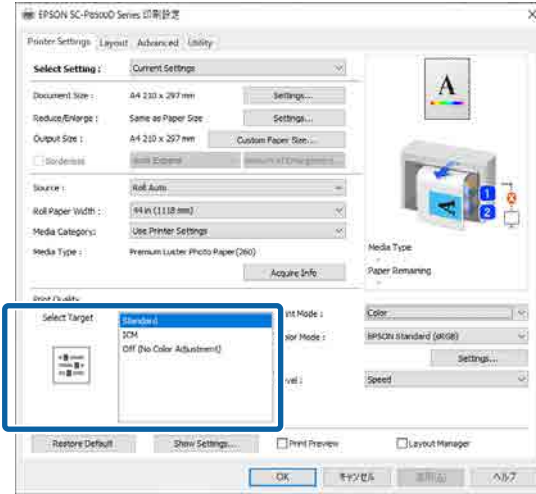 EPSON SC-P8500D Series 印刷設定
Printer Settings Layout Advanced Utility
Select Setting : Current Settings
Document Size : A4 210 x 297 mm Settings...
Reduce/Enlarge : Same as Paper Size Settings...
Output Size : A4 210 x 297 mm Custom Paper Size...
Borderless
Source : Roll Auto
Roll Paper Width : 44 in (1118 mm)
Media Category: Use Printer Settings
Media Type : Premium Luster Photo Paper(260)
Acquire Info
A
A
1
2
Media Type
-
Paper Remaining
-
Print Quality
Select Target
Standard
ICM
Off (No Color Adjustment)
int Mode : Color
olor Mode : EPSON Standard (sRGB)
Settings...
evel : Speed
Restore Default Show Settings... Print Preview Layout Manager
OK キャンセル 適用(A) ヘルプ